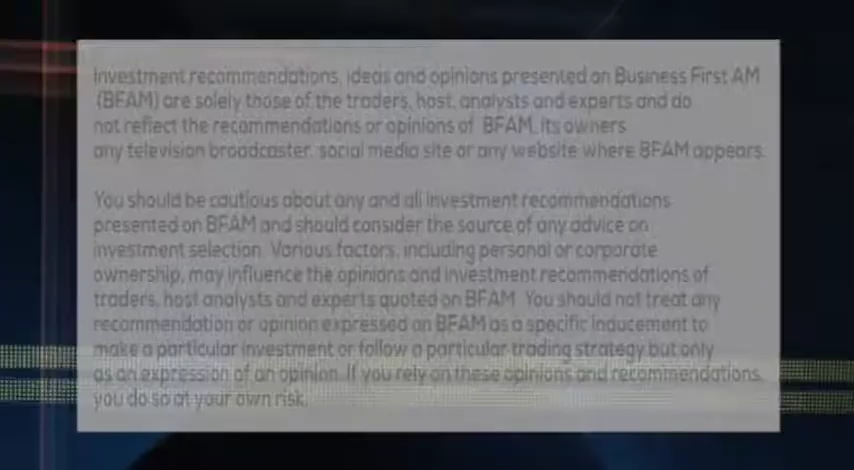 Investment recommendations, ideas and opinions presented on Business First AM
(BFAM) are solely those of the traders, host, analysts and experts and do
not reflect the recommendations or opinions of BFAM, its owners
any television broadcaster, social media site or any website where BFAM appears.
You should be cautious about any and all investment recommendations
presented on BFAM and should consider the source of any advice on
investment selection. Various factors, including personal or corporate
ownership, may influence the opinions and investment recommendations of
traders, host analysts and experts quoted on BFAM. You should not treat any
recommendation or opinion expressed on BFAM as a specific inducement to
make a particular investment or follow a particular trading strategy but only
as an expression of an opinion. If you rely on these opinions and recommendations,
you do so at your own risk.